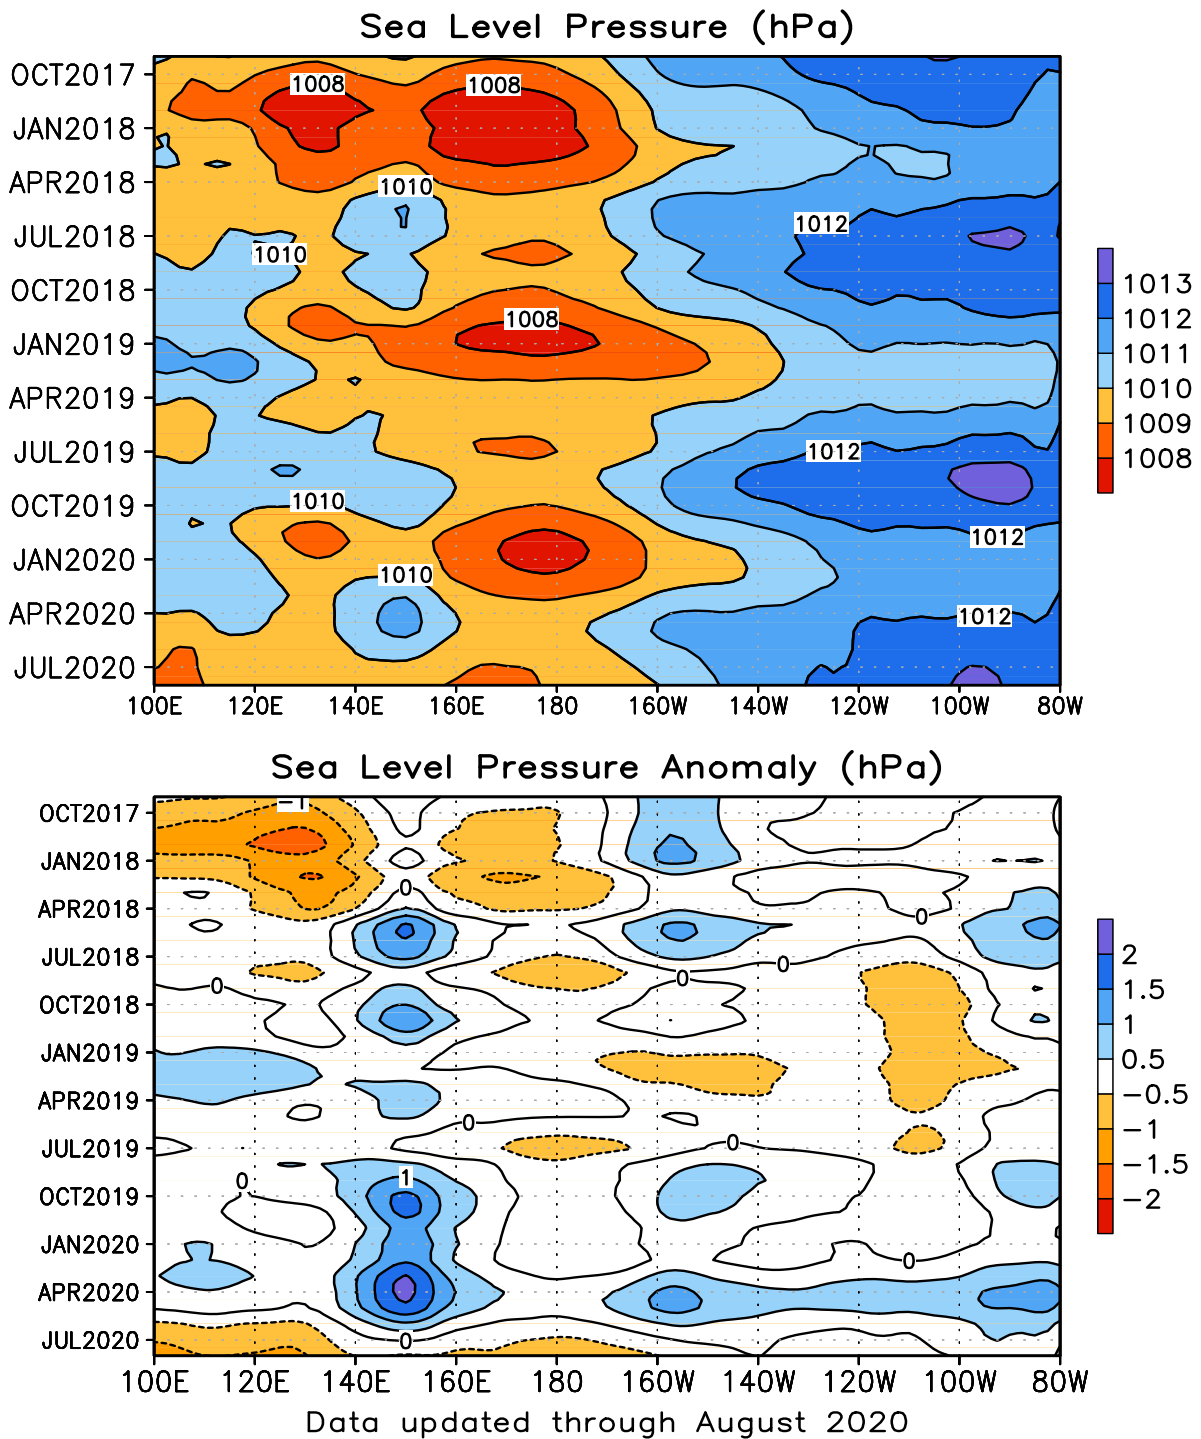 Sea Level Pressure (hPa)
OCT2017
JAN2018
APR2018
JUL2018
OCT2018
JAN2019
APR2019
JUL2019
OCT2019
JAN2020
APR2020
JUL2020
1008 1008
1010
1012
1010
1008
1012
1010
1012
1010
1012
1013
1012
1011
1010
1009
1008
100E 120E 140E 160E 180 160W 140W 120W 100W 80W
Sea Level Pressure Anomaly (hPa)
OCT2017
JAN2018
APR2018
JUL2018
OCT2018
JAN2019
APR2019
JUL2019
OCT2019
JAN2020
APR2020
JUL2020
-1
0
0
0
0
0
0
0
1
0
0
0
2
1.5
1
0.5
-0.5
-1
-1.5
-2
100E 120E 140E 160E 180 160W 140W 120W 100W 80W
Data updated through August 2020